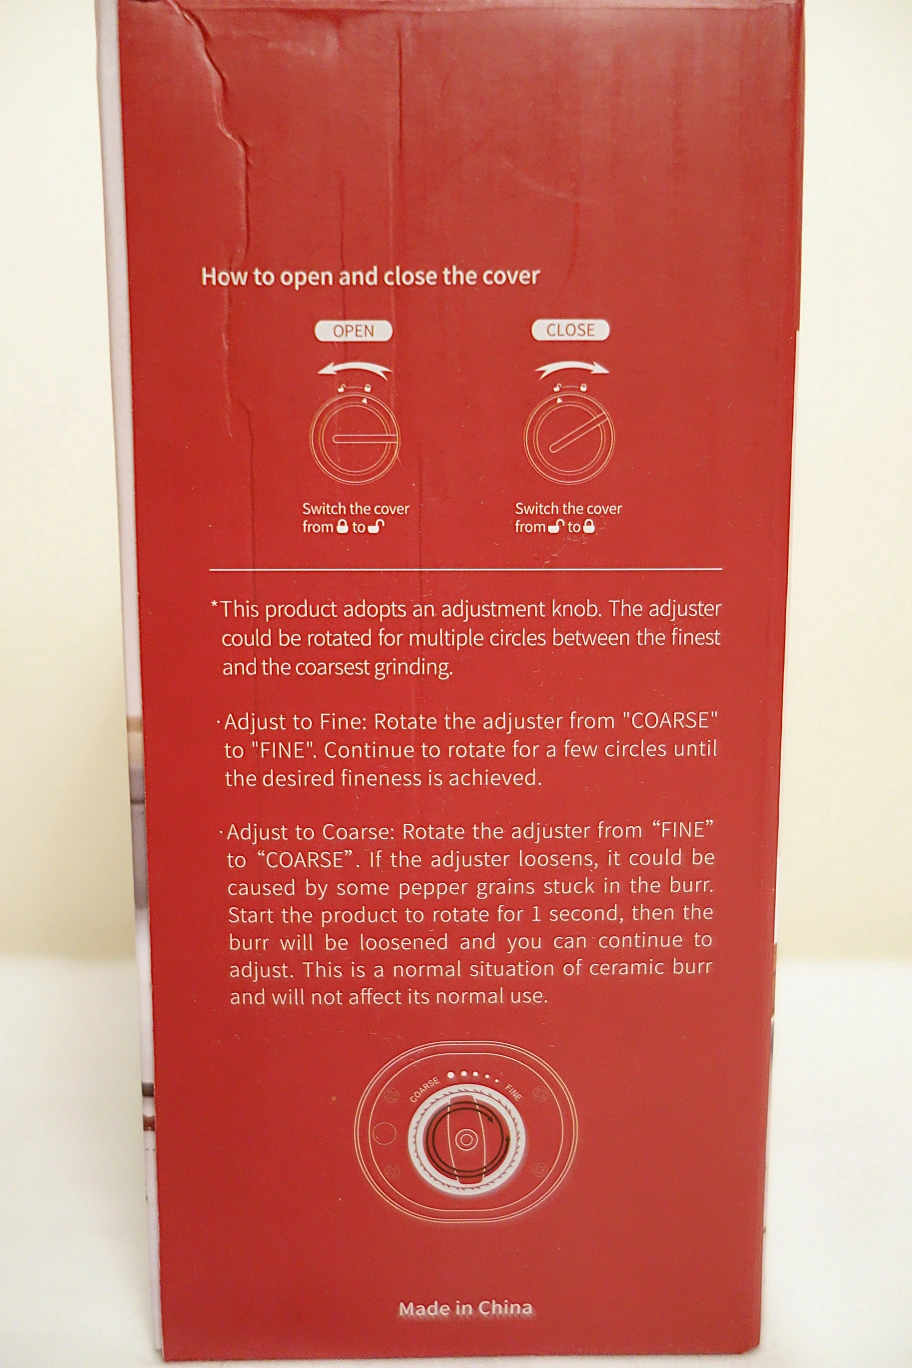 How to open and close the cover
OPEN
CLOSE
Switch the cover
from to
Switch the cover
from to
*This product adopts an adjustment knob. The adjuster
could be rotated for multiple circles between the finest
and the coarsest grinding.
·Adjust to Fine: Rotate the adjuster from "COARSE"
to "FINE". Continue to rotate for a few circles until
the desired fineness is achieved.
·Adjust to Coarse: Rotate the adjuster from “FINE”
to “COARSE”. If the adjuster loosens, it could be
caused by some pepper grains stuck in the burr.
Start the product to rotate for 1 second, then the
burr will be loosened and you can continue to
adjust. This is a normal situation of ceramic burr
and will not affect its normal use.
COARSE
FINE
Made in China